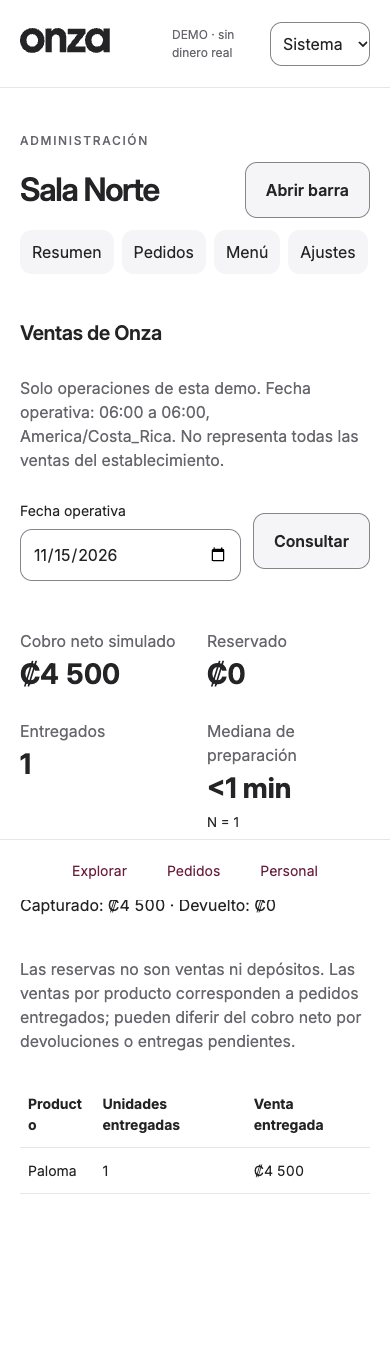 onza
DEMO · sin
dinero real
Sistema
ADMINISTRACIÓN
Sala Norte
Abrir barra
Resumen
Pedidos
Menú
Ajustes
Ventas de Onza
Solo operaciones de esta demo. Fecha
operativa: 06:00 a 06:00,
America/Costa_Rica. No representa todas las
ventas del establecimiento.
Fecha operativa
11/15/2026
Consultar
Cobro neto simulado
₡4 500
Reservado
₡0
Entregados
1
Mediana de
preparación
<1 min
N = 1
Explorar
Pedidos
Personal
Capturado: ₡4 500 · Devuelto: ₡0
Las reservas no son ventas ni depósitos. Las
ventas por producto corresponden a pedidos
entregados; pueden diferir del cobro neto por
devoluciones o entregas pendientes.
Product
o
Unidades
entregadas
Venta
entregada
Paloma
1
₡4 500